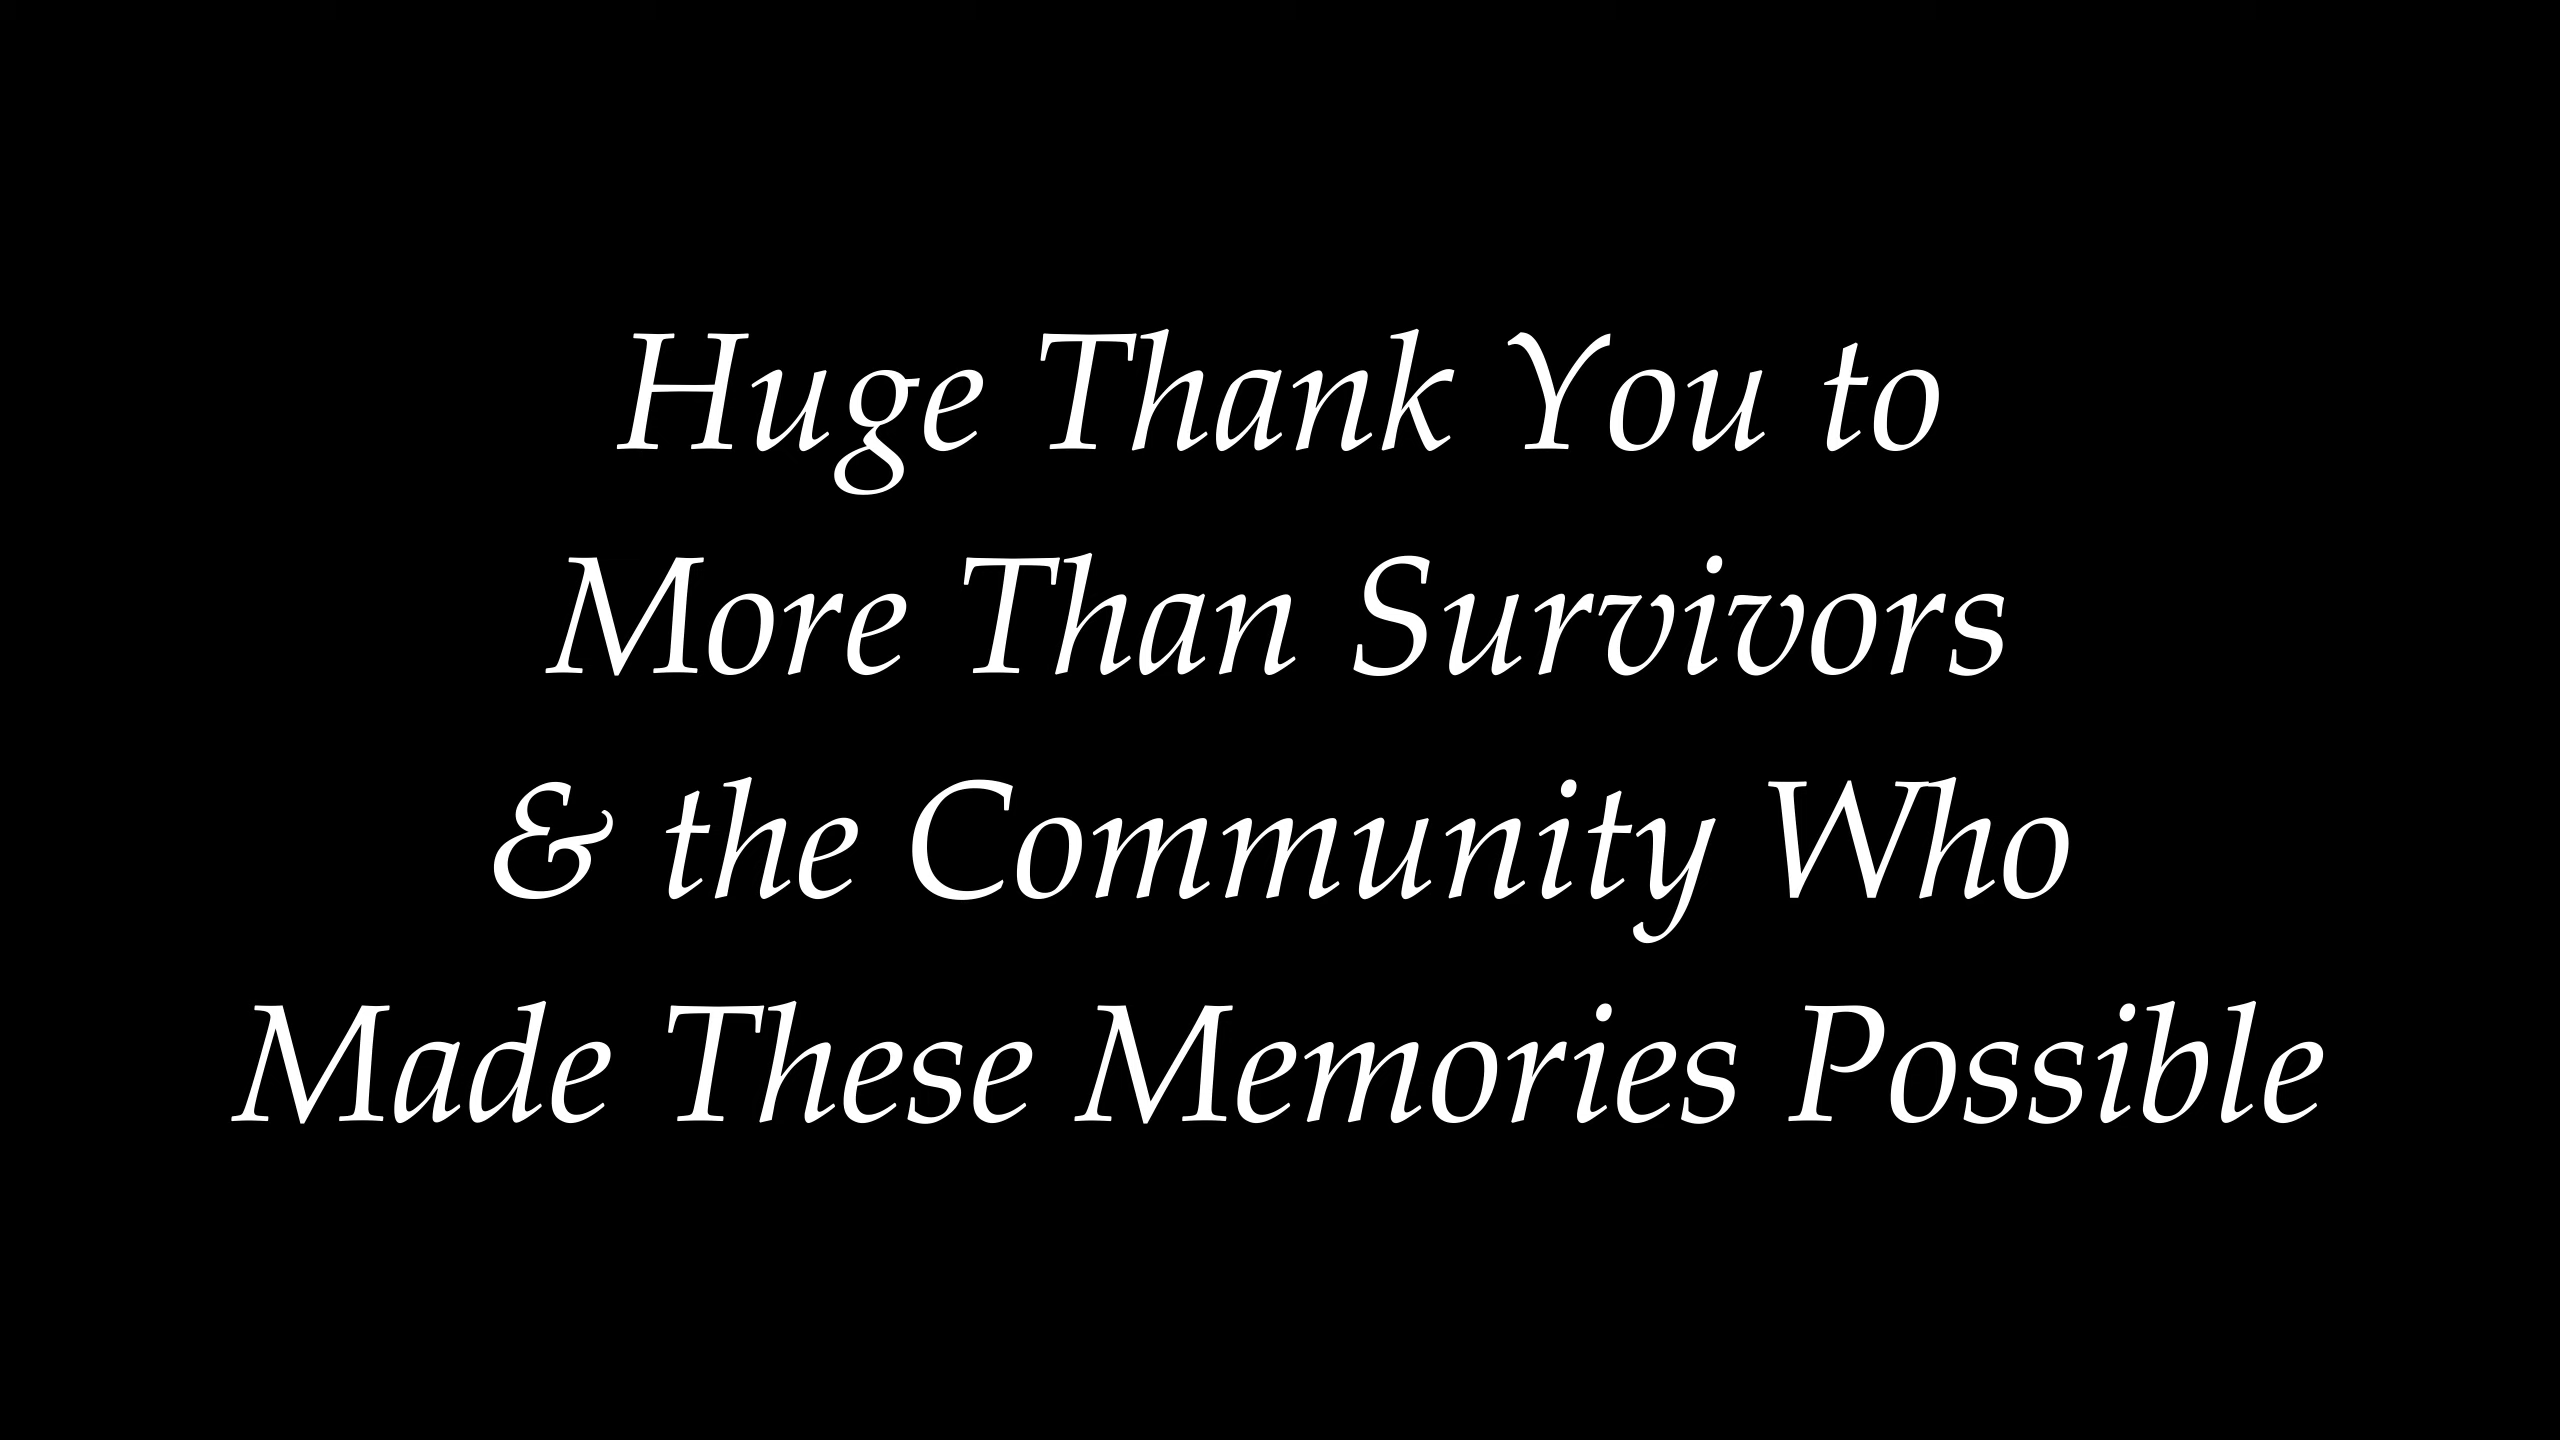 Huge Thank You to
More Than Survivors
& the Community Who
Made These Memories Possible